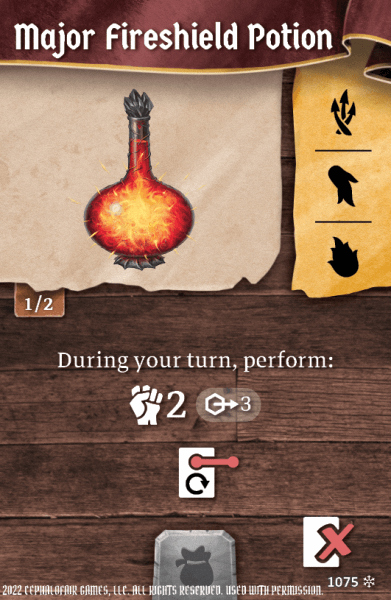 Major Fireshield Potion
1/2
During your turn, perform:
2 3
1075
2022 CEPHALOFAIR GAMES, LLC. ALL RIGHTS RESERVED. USED WITH PERMISSION.